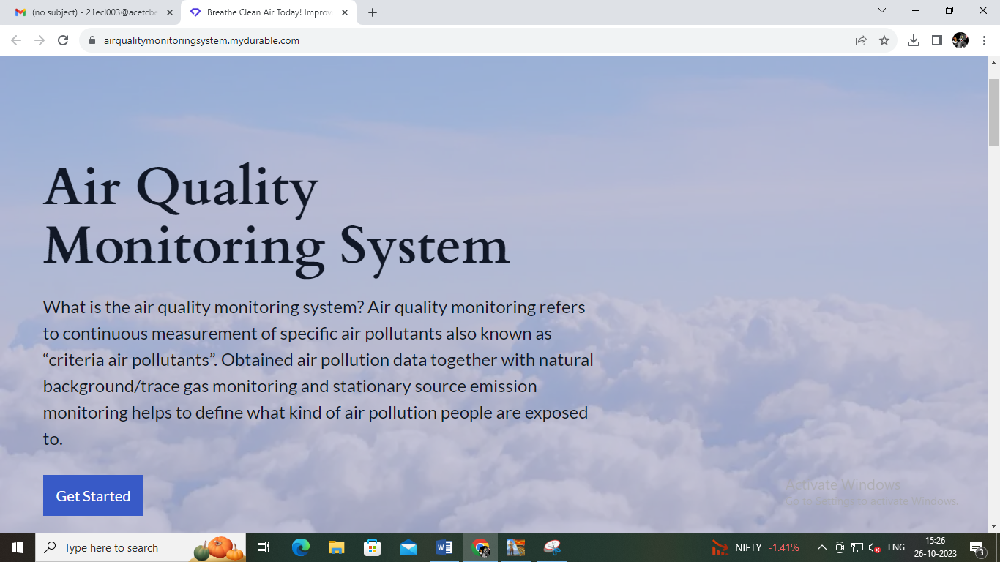 (no subject) - 21ecl003@acetcbe
Breathe Clean Air Today! Improv
airqualitymonitoringsystem.mydurable.com
Air Quality
Monitoring System
What is the air quality monitoring system? Air quality monitoring refers
to continuous measurement of specific air pollutants also known as
“criteria air pollutants”. Obtained air pollution data together with natural
background/trace gas monitoring and stationary source emission
monitoring helps to define what kind of air pollution people are exposed
to.
Get Started
Activate Windows
Go to Settings to activate Windows.
Type here to search
NIFTY -1.41%
ENG
15:26
26-10-2023
3